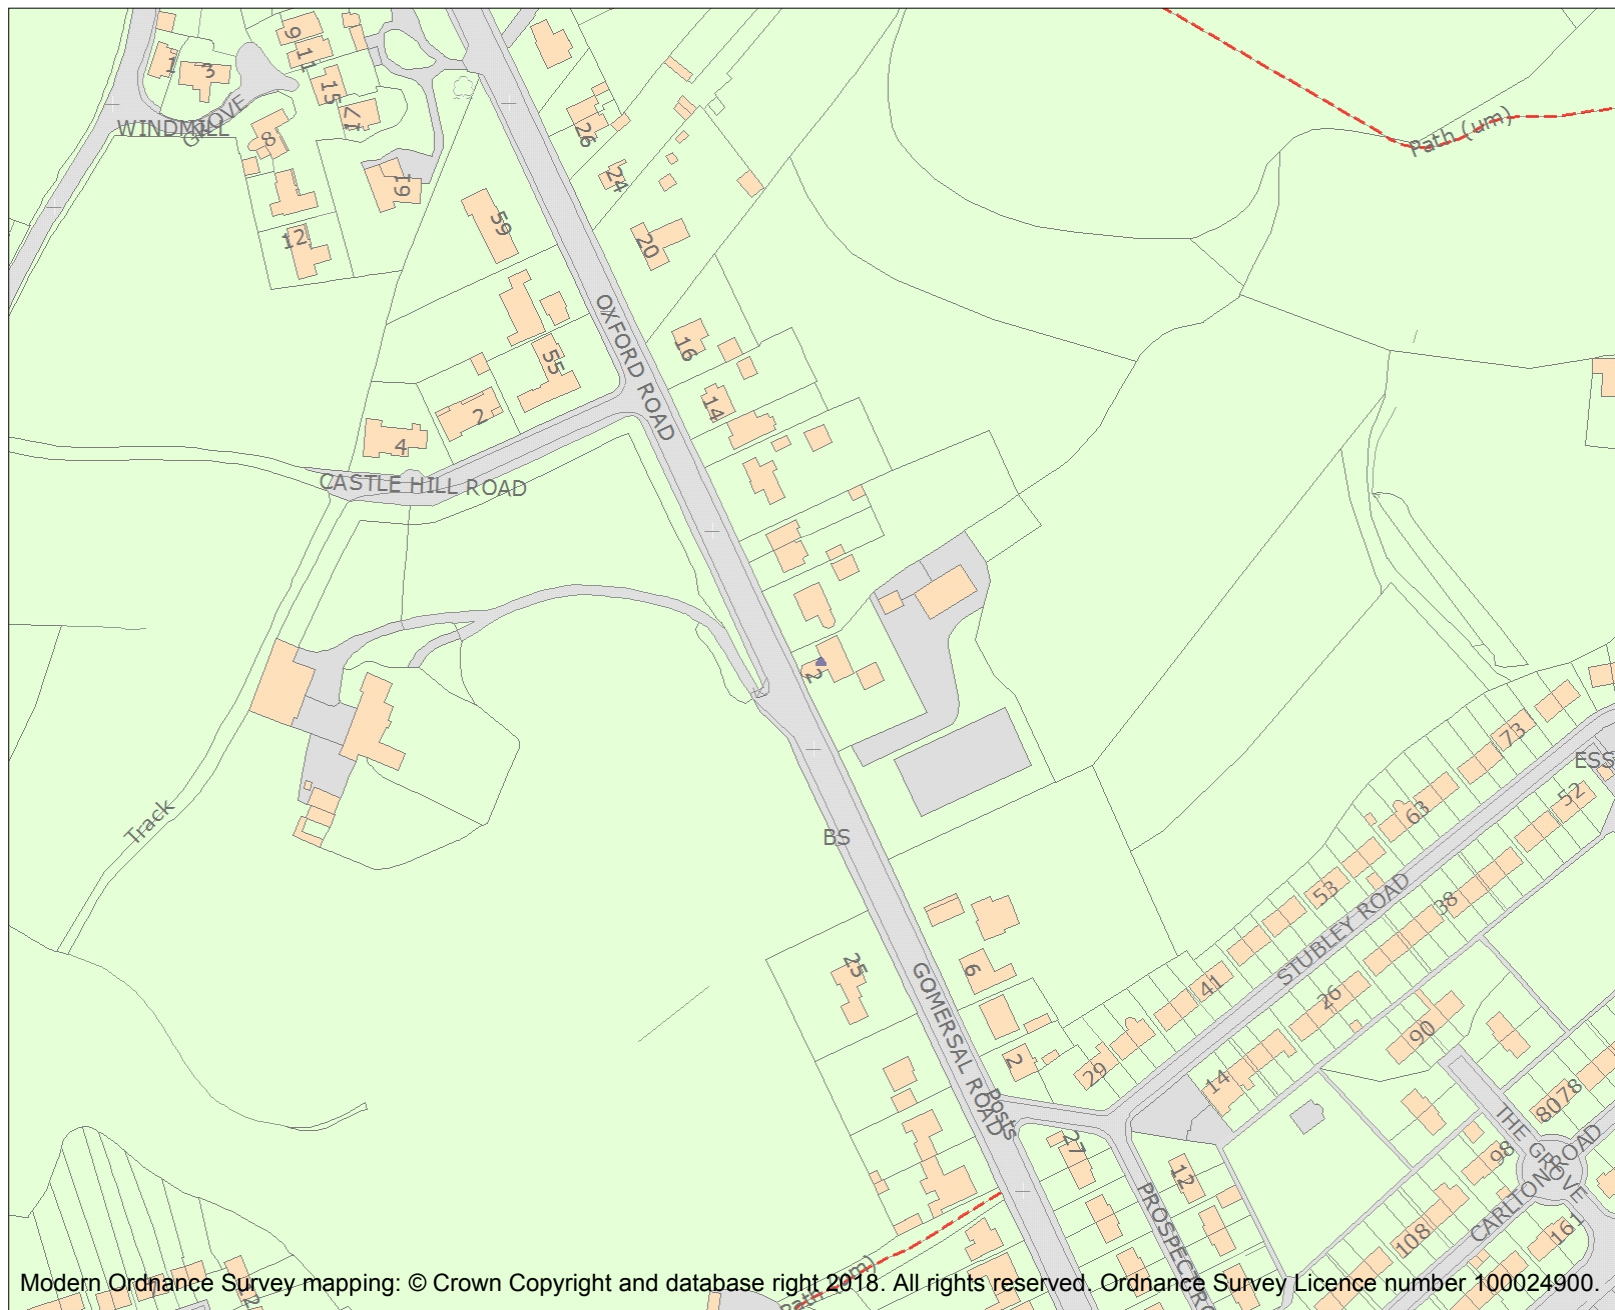 9
11
1
3
15
17
GROVE
WINDMILL
8
19
12
26
24
59
20
Path (um)
OXFORD ROAD
16
55
14
2
4
CASTLE HILL ROAD
2
73
ESS
52
63
Track
BS
53
38
STUBLEY ROAD
25
6
41
26
GOMERSAL ROAD
90
2
29
14
Posts
80
78
THE GROVE
27
12
98
CARLTON ROAD
PROSPECT
108
161
Modern Ordnance Survey mapping: © Crown Copyright and database right 2018. All rights reserved. Ordnance Survey Licence number 100024900.